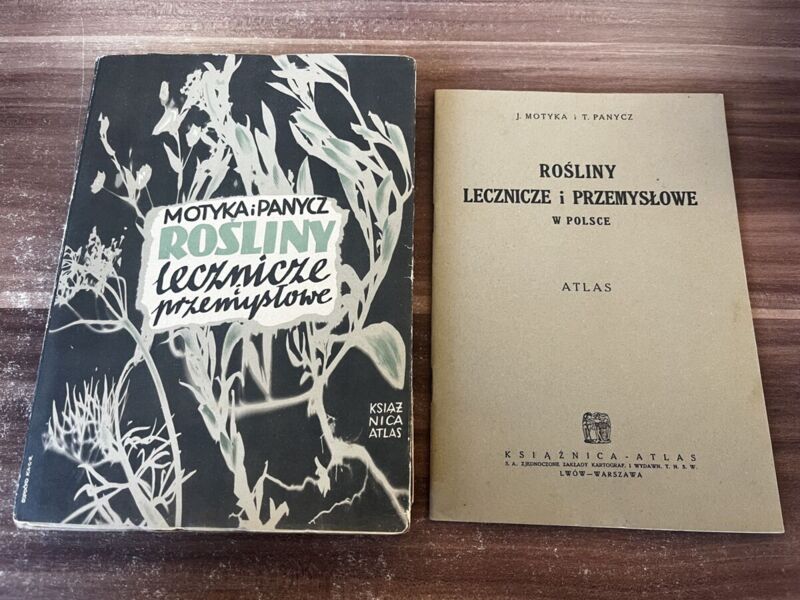 MOTYKA i PANYCZ
ROŚLINY
lecznicze
i
przemysłowe
KSIĄŻ
NICA
ATLAS
J. MOTYKA i T. PANYCZ
ROŚLINY
LECZNICZE i PRZEMYSŁOWE
W POLSCE
ATLAS
KSIĄŻNICA-ATLAS
S. A. ZJEDNOCZONE ZAKŁADY KARTOGRAF. I WYDAWN. T. N. S. W.
LWÓW—WARSZAWA